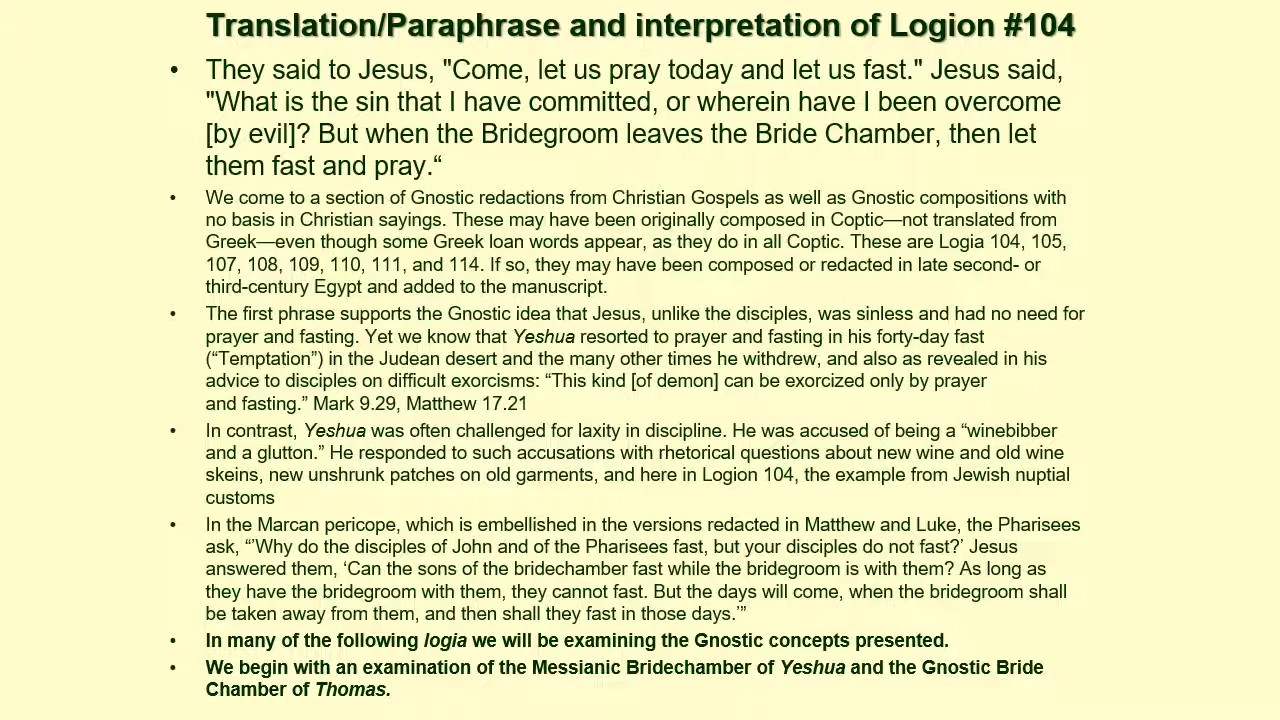 Translation/Paraphrase and interpretation of Logion #104
• They said to Jesus, "Come, let us pray today and let us fast." Jesus said,
"What is the sin that I have committed, or wherein have I been overcome
[by evil]? But when the Bridegroom leaves the Bride Chamber, then let
them fast and pray.“
• We come to a section of Gnostic redactions from Christian Gospels as well as Gnostic compositions with
no basis in Christian sayings. These may have been originally composed in Coptic—not translated from
Greek—even though some Greek loan words appear, as they do in all Coptic. These are Logia 104, 105,
107, 108, 109, 110, 111, and 114. If so, they may have been composed or redacted in late second- or
third-century Egypt and added to the manuscript.
• The first phrase supports the Gnostic idea that Jesus, unlike the disciples, was sinless and had no need for
prayer and fasting. Yet we know that Yeshua resorted to prayer and fasting in his forty-day fast
(“Temptation”) in the Judean desert and the many other times he withdrew, and also as revealed in his
advice to disciples on difficult exorcisms: “This kind [of demon] can be exorcized only by prayer
and fasting.” Mark 9.29, Matthew 17.21
• In contrast, Yeshua was often challenged for laxity in discipline. He was accused of being a “winebibber
and a glutton.” He responded to such accusations with rhetorical questions about new wine and old wine
skeins, new unshrunk patches on old garments, and here in Logion 104, the example from Jewish nuptial
customs
• In the Marcan pericope, which is embellished in the versions redacted in Matthew and Luke, the Pharisees
ask, “’Why do the disciples of John and of the Pharisees fast, but your disciples do not fast?’ Jesus
answered them, ‘Can the sons of the bridechamber fast while the bridegroom is with them? As long as
they have the bridegroom with them, they cannot fast. But the days will come, when the bridegroom shall
be taken away from them, and then shall they fast in those days.’”
• In many of the following logia we will be examining the Gnostic concepts presented.
• We begin with an examination of the Messianic Bridechamber of Yeshua and the Gnostic Bride
Chamber of Thomas.